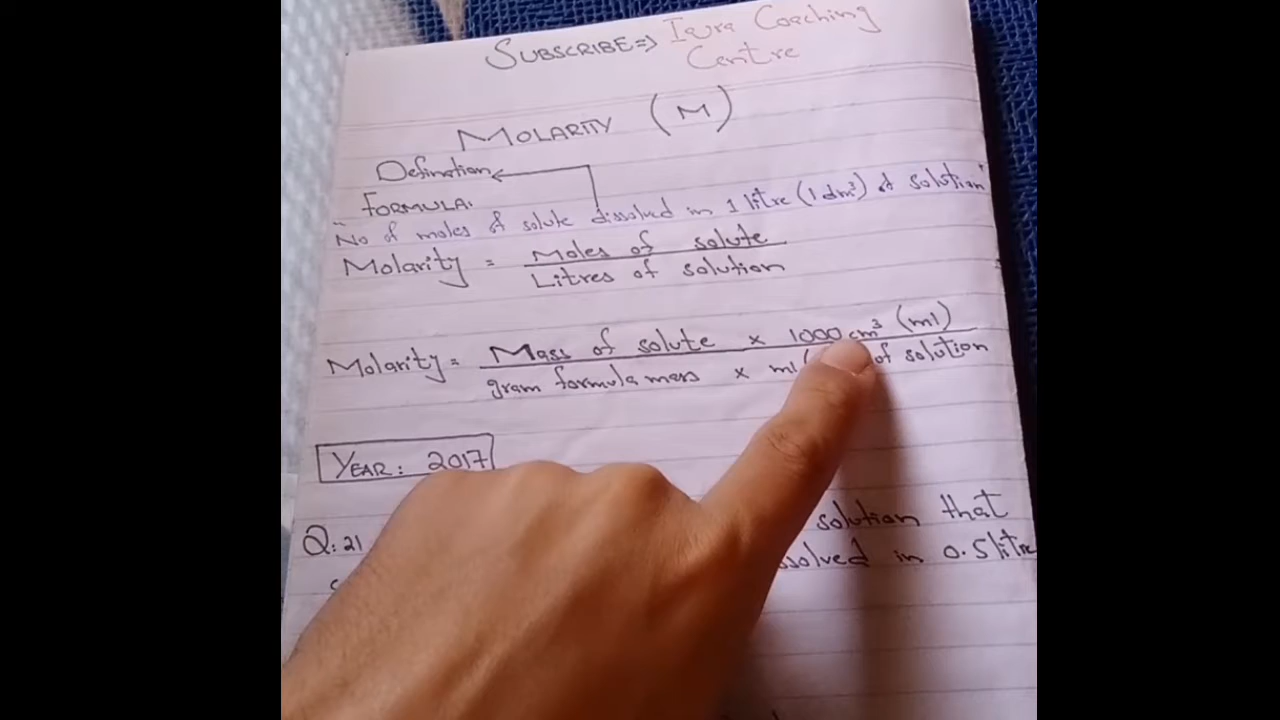 SUBSCRIBE => Iqra Coaching
Centre
MOLARITY (M)
Defination
FORMULA:
"No of moles of solute dissolved in 1 litre (1 dm³) of solution"
Molarity = Moles of solute
Litres of solution
Molarity = Mass of solute x 1000 cm³ (ml)
gram formula mass x ml( of solution
YEAR: 2017
Q:21 solution that
in 0.5 litre